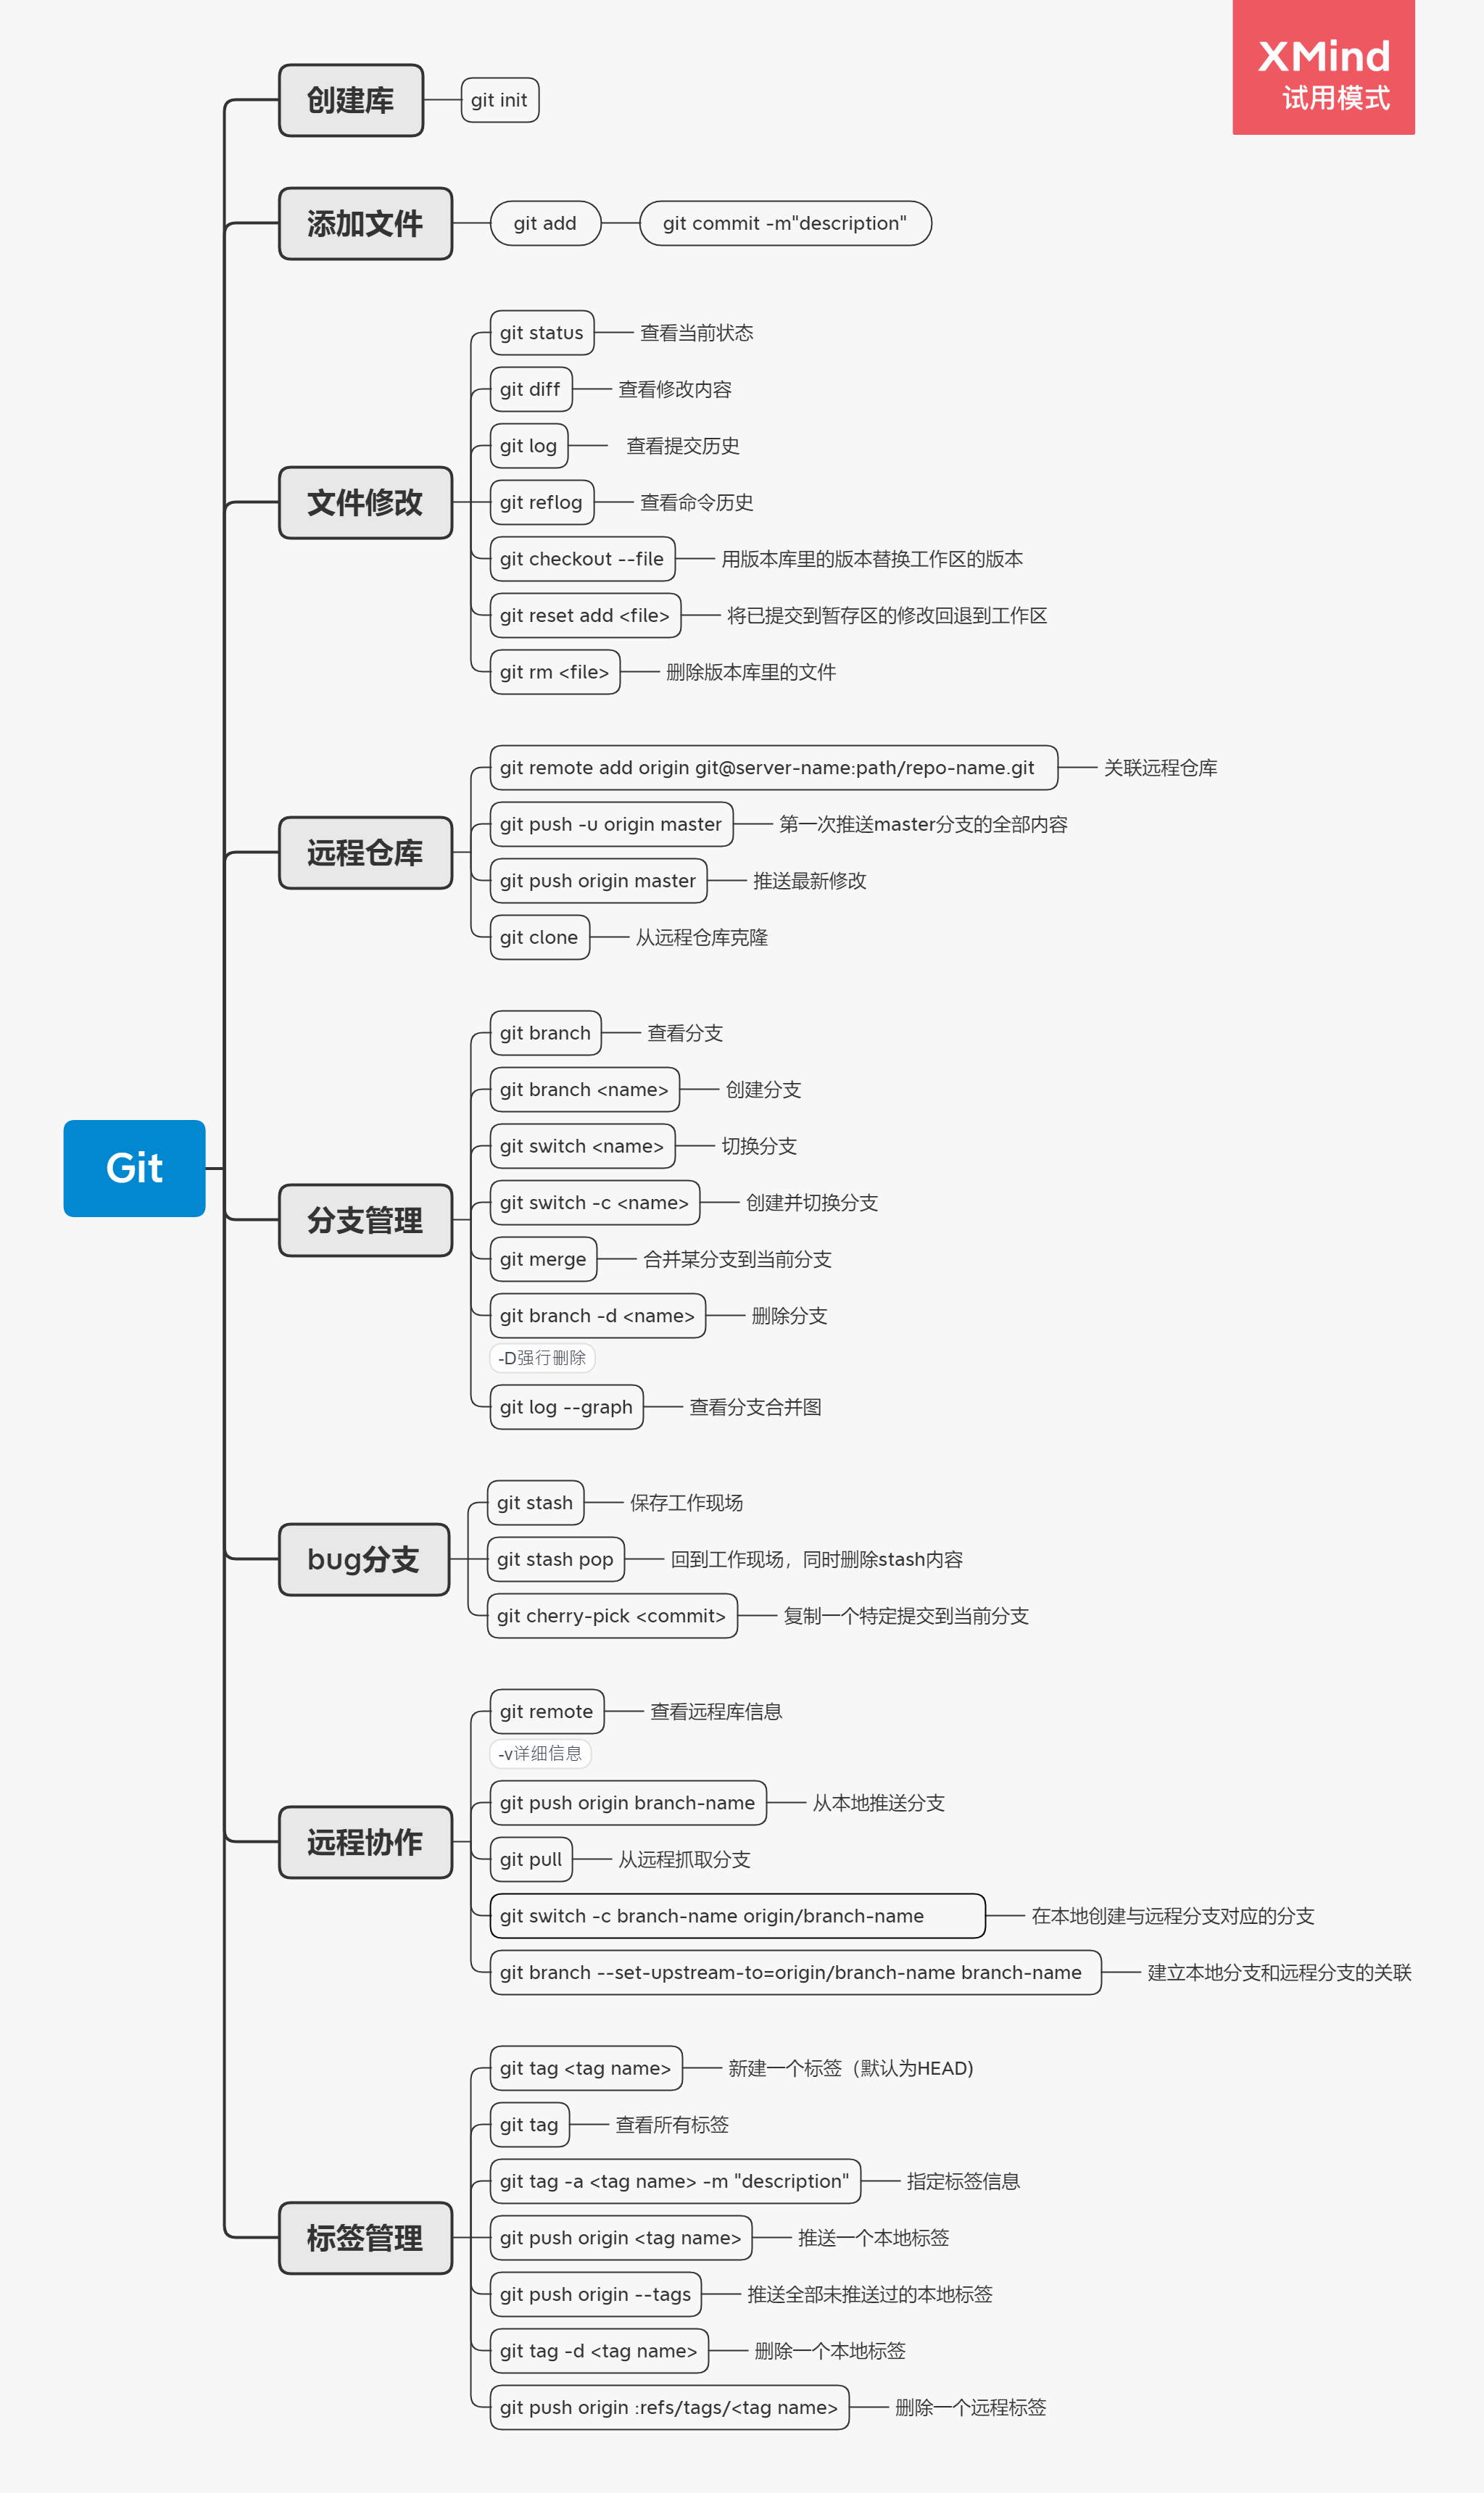 XMind
试用模式
创建库
git init
添加文件
git add
git commit -m"description"
文件修改
git status
查看当前状态
git diff
查看修改内容
git log
查看提交历史
git reflog
查看命令历史
git checkout --file
用版本库里的版本替换工作区的版本
git reset add <file>
将已提交到暂存区的修改回退到工作区
git rm <file>
删除版本库里的文件
远程仓库
git remote add origin git@server-name:path/repo-name.git
关联远程仓库
git push -u origin master
第一次推送master分支的全部内容
git push origin master
推送最新修改
git clone
从远程仓库克隆
Git
分支管理
git branch
查看分支
git branch <name>
创建分支
git switch <name>
切换分支
git switch -c <name>
创建并切换分支
git merge
合并某分支到当前分支
git branch -d <name>
删除分支
-D强行删除
git log --graph
查看分支合并图
bug分支
git stash
保存工作现场
git stash pop
回到工作现场，同时删除stash内容
git cherry-pick <commit>
复制一个特定提交到当前分支
远程协作
git remote
查看远程库信息
-v详细信息
git push origin branch-name
从本地推送分支
git pull
从远程抓取分支
git switch -c branch-name origin/branch-name
在本地创建与远程分支对应的分支
git branch --set-upstream-to=origin/branch-name branch-name
建立本地分支和远程分支的关联
标签管理
git tag <tag name>
新建一个标签（默认为HEAD)
git tag
查看所有标签
git tag -a <tag name> -m "description"
指定标签信息
git push origin <tag name>
推送一个本地标签
git push origin --tags
推送全部未推送过的本地标签
git tag -d <tag name>
删除一个本地标签
git push origin :refs/tags/<tag name>
删除一个远程标签